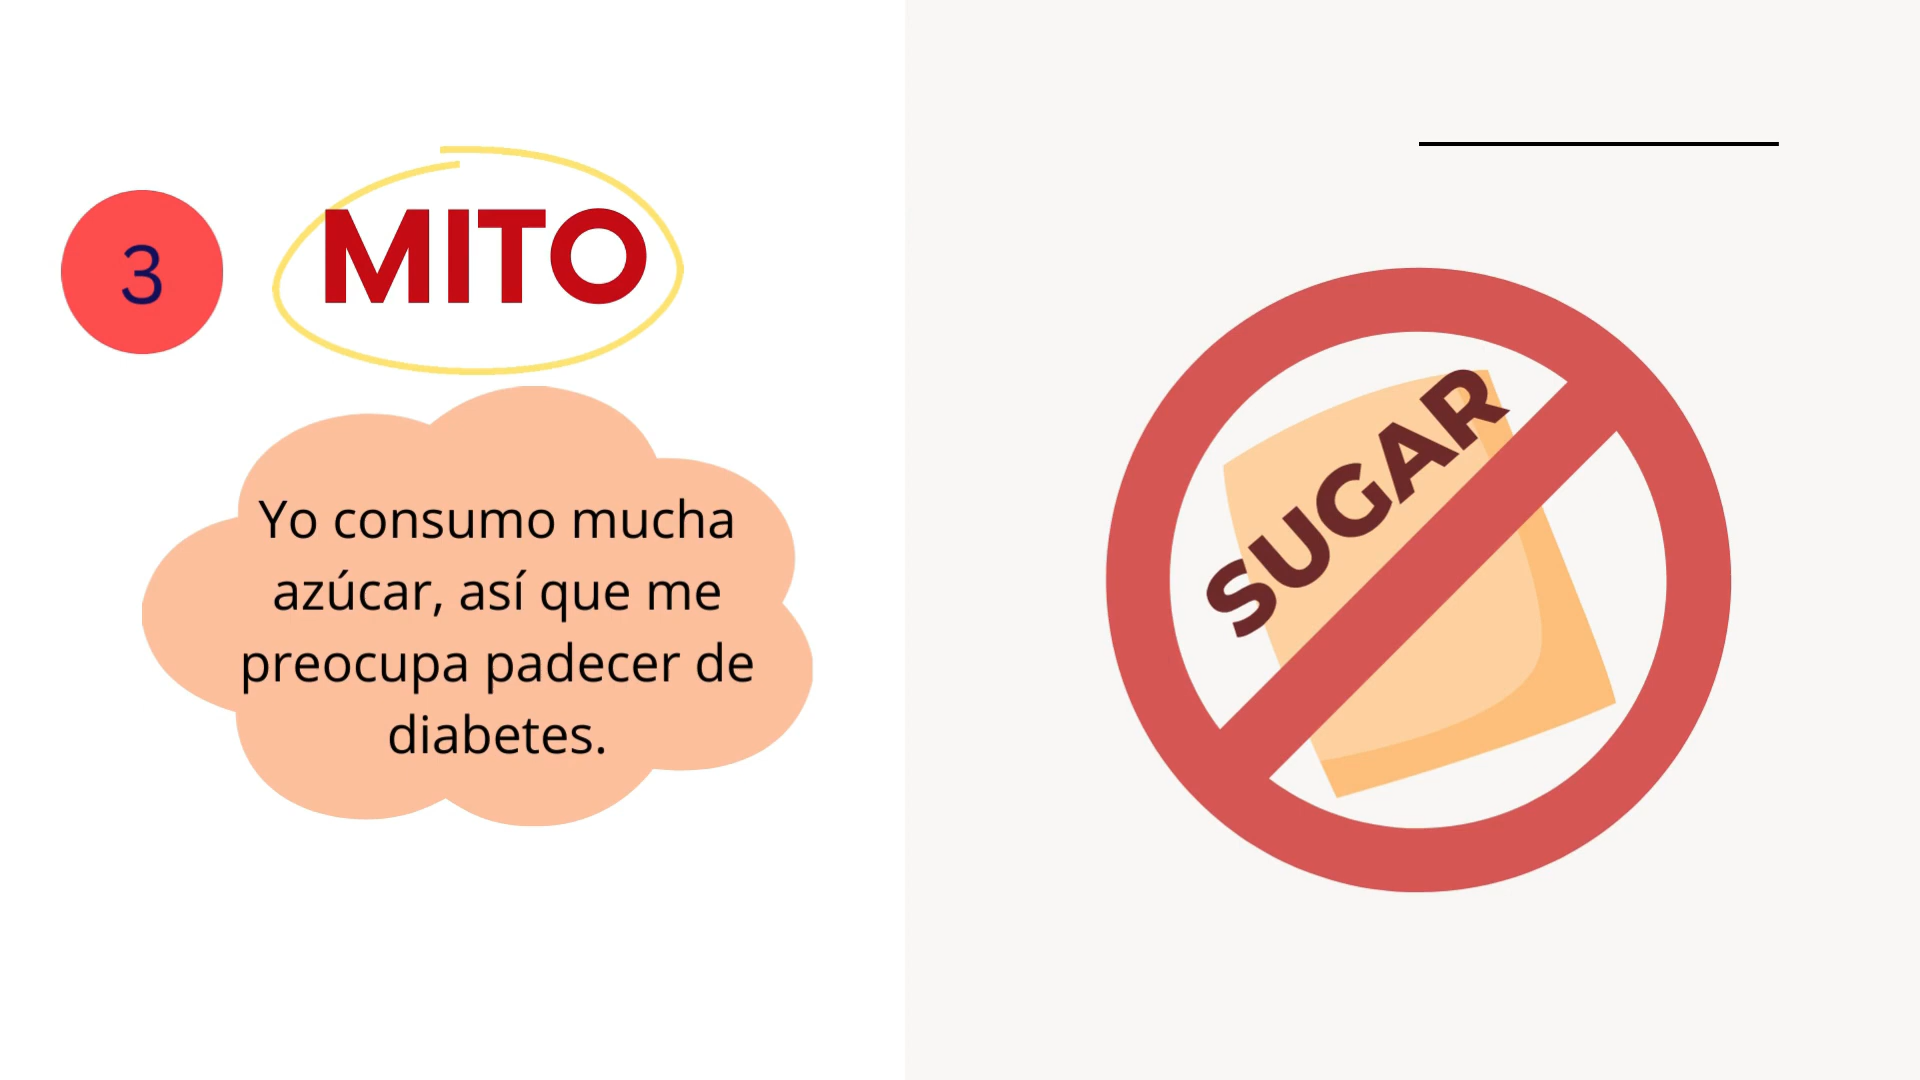 3
MITO
Yo consumo mucha
azúcar, así que me
preocupa padecer de
diabetes.
SUGAR